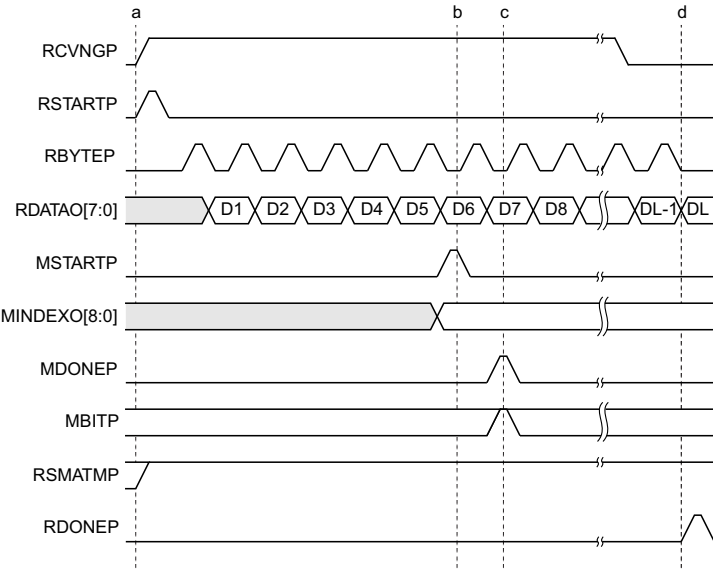 a b c d
RCVNGP
RSTARTP
RBYTEP
RDATAO[7:0] D1 D2 D3 D4 D5 D6 D7 D8 DL-1 DL
MSTARTP
MINDEXO[8:0]
MDONEP
MBITP
RSMATMP
RDONEP